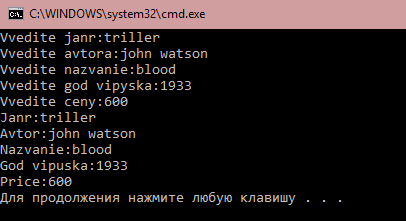 C:\WINDOWS\system32\cmd.exe
Vvedite janr:triller
Vvedite avtora:john watson
Vvedite nazvanie:blood
Vvedite god vipyska:1933
Vvedite ceny:600
Janr:triller
Avtor:john watson
Nazvanie:blood
God vipuska:1933
Price:600
Для продолжения нажмите любую клавишу . . .